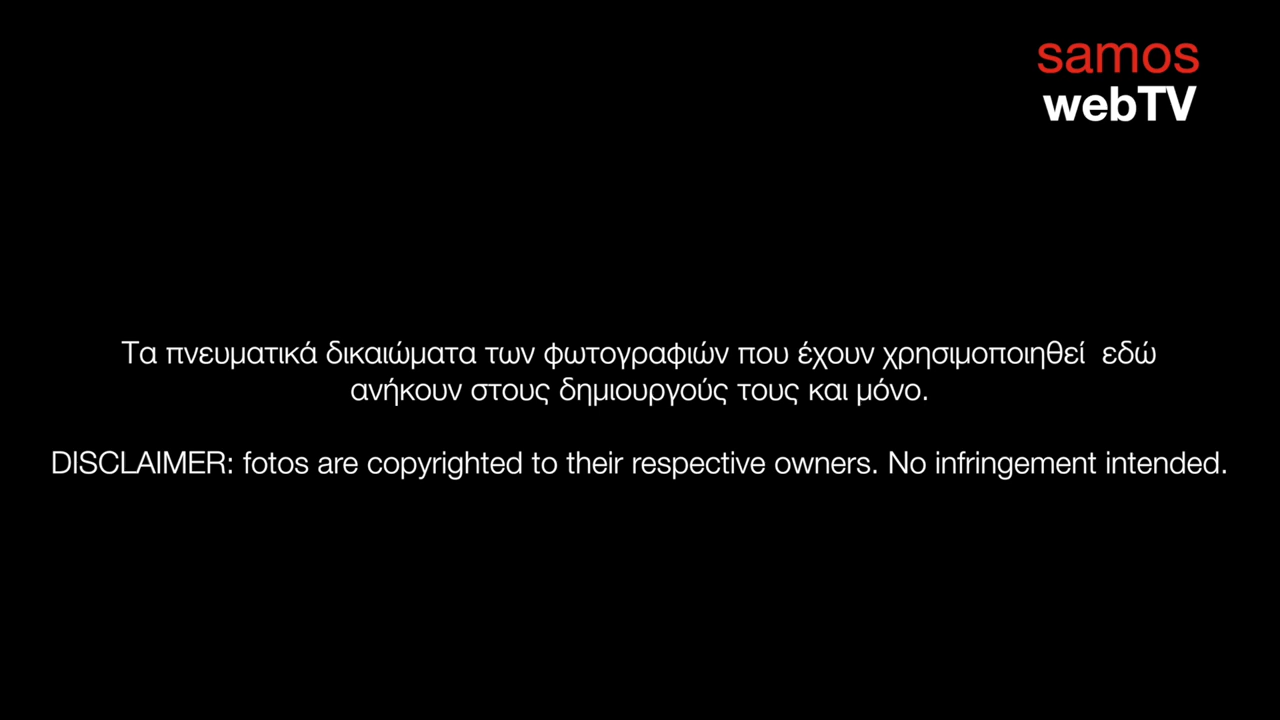 samos
webTV
Τα πνευματικά δικαιώματα των φωτογραφιών που έχουν χρησιμοποιηθεί  εδώ
ανήκουν στους δημιουργούς τους και μόνο.
DISCLAIMER: fotos are copyrighted to their respective owners. No infringement intended.